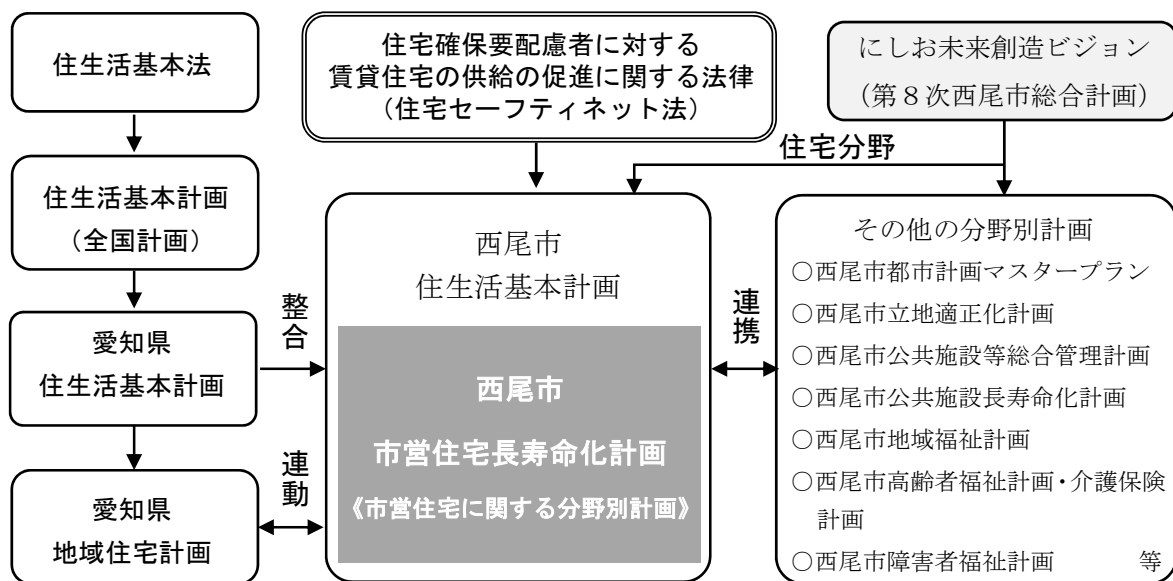 住生活基本法
住生活基本計画
（全国計画）
愛知県
住生活基本計画
愛知県
地域住宅計画
整合
連動
住宅確保要配慮者に対する
賃貸住宅の供給の促進に関する法律
（住宅セーフティネット法）
西尾市
住生活基本計画
西尾市
市営住宅長寿命化計画
《市営住宅に関する分野別計画》
にしお未来創造ビジョン
（第８次西尾市総合計画）
住宅分野
連携
その他の分野別計画
○西尾市都市計画マスタープラン
○西尾市立地適正化計画
○西尾市公共施設等総合管理計画
○西尾市公共施設長寿命化計画
○西尾市地域福祉計画
○西尾市高齢者福祉計画・介護保険
計画
○西尾市障害者福祉計画　　　等